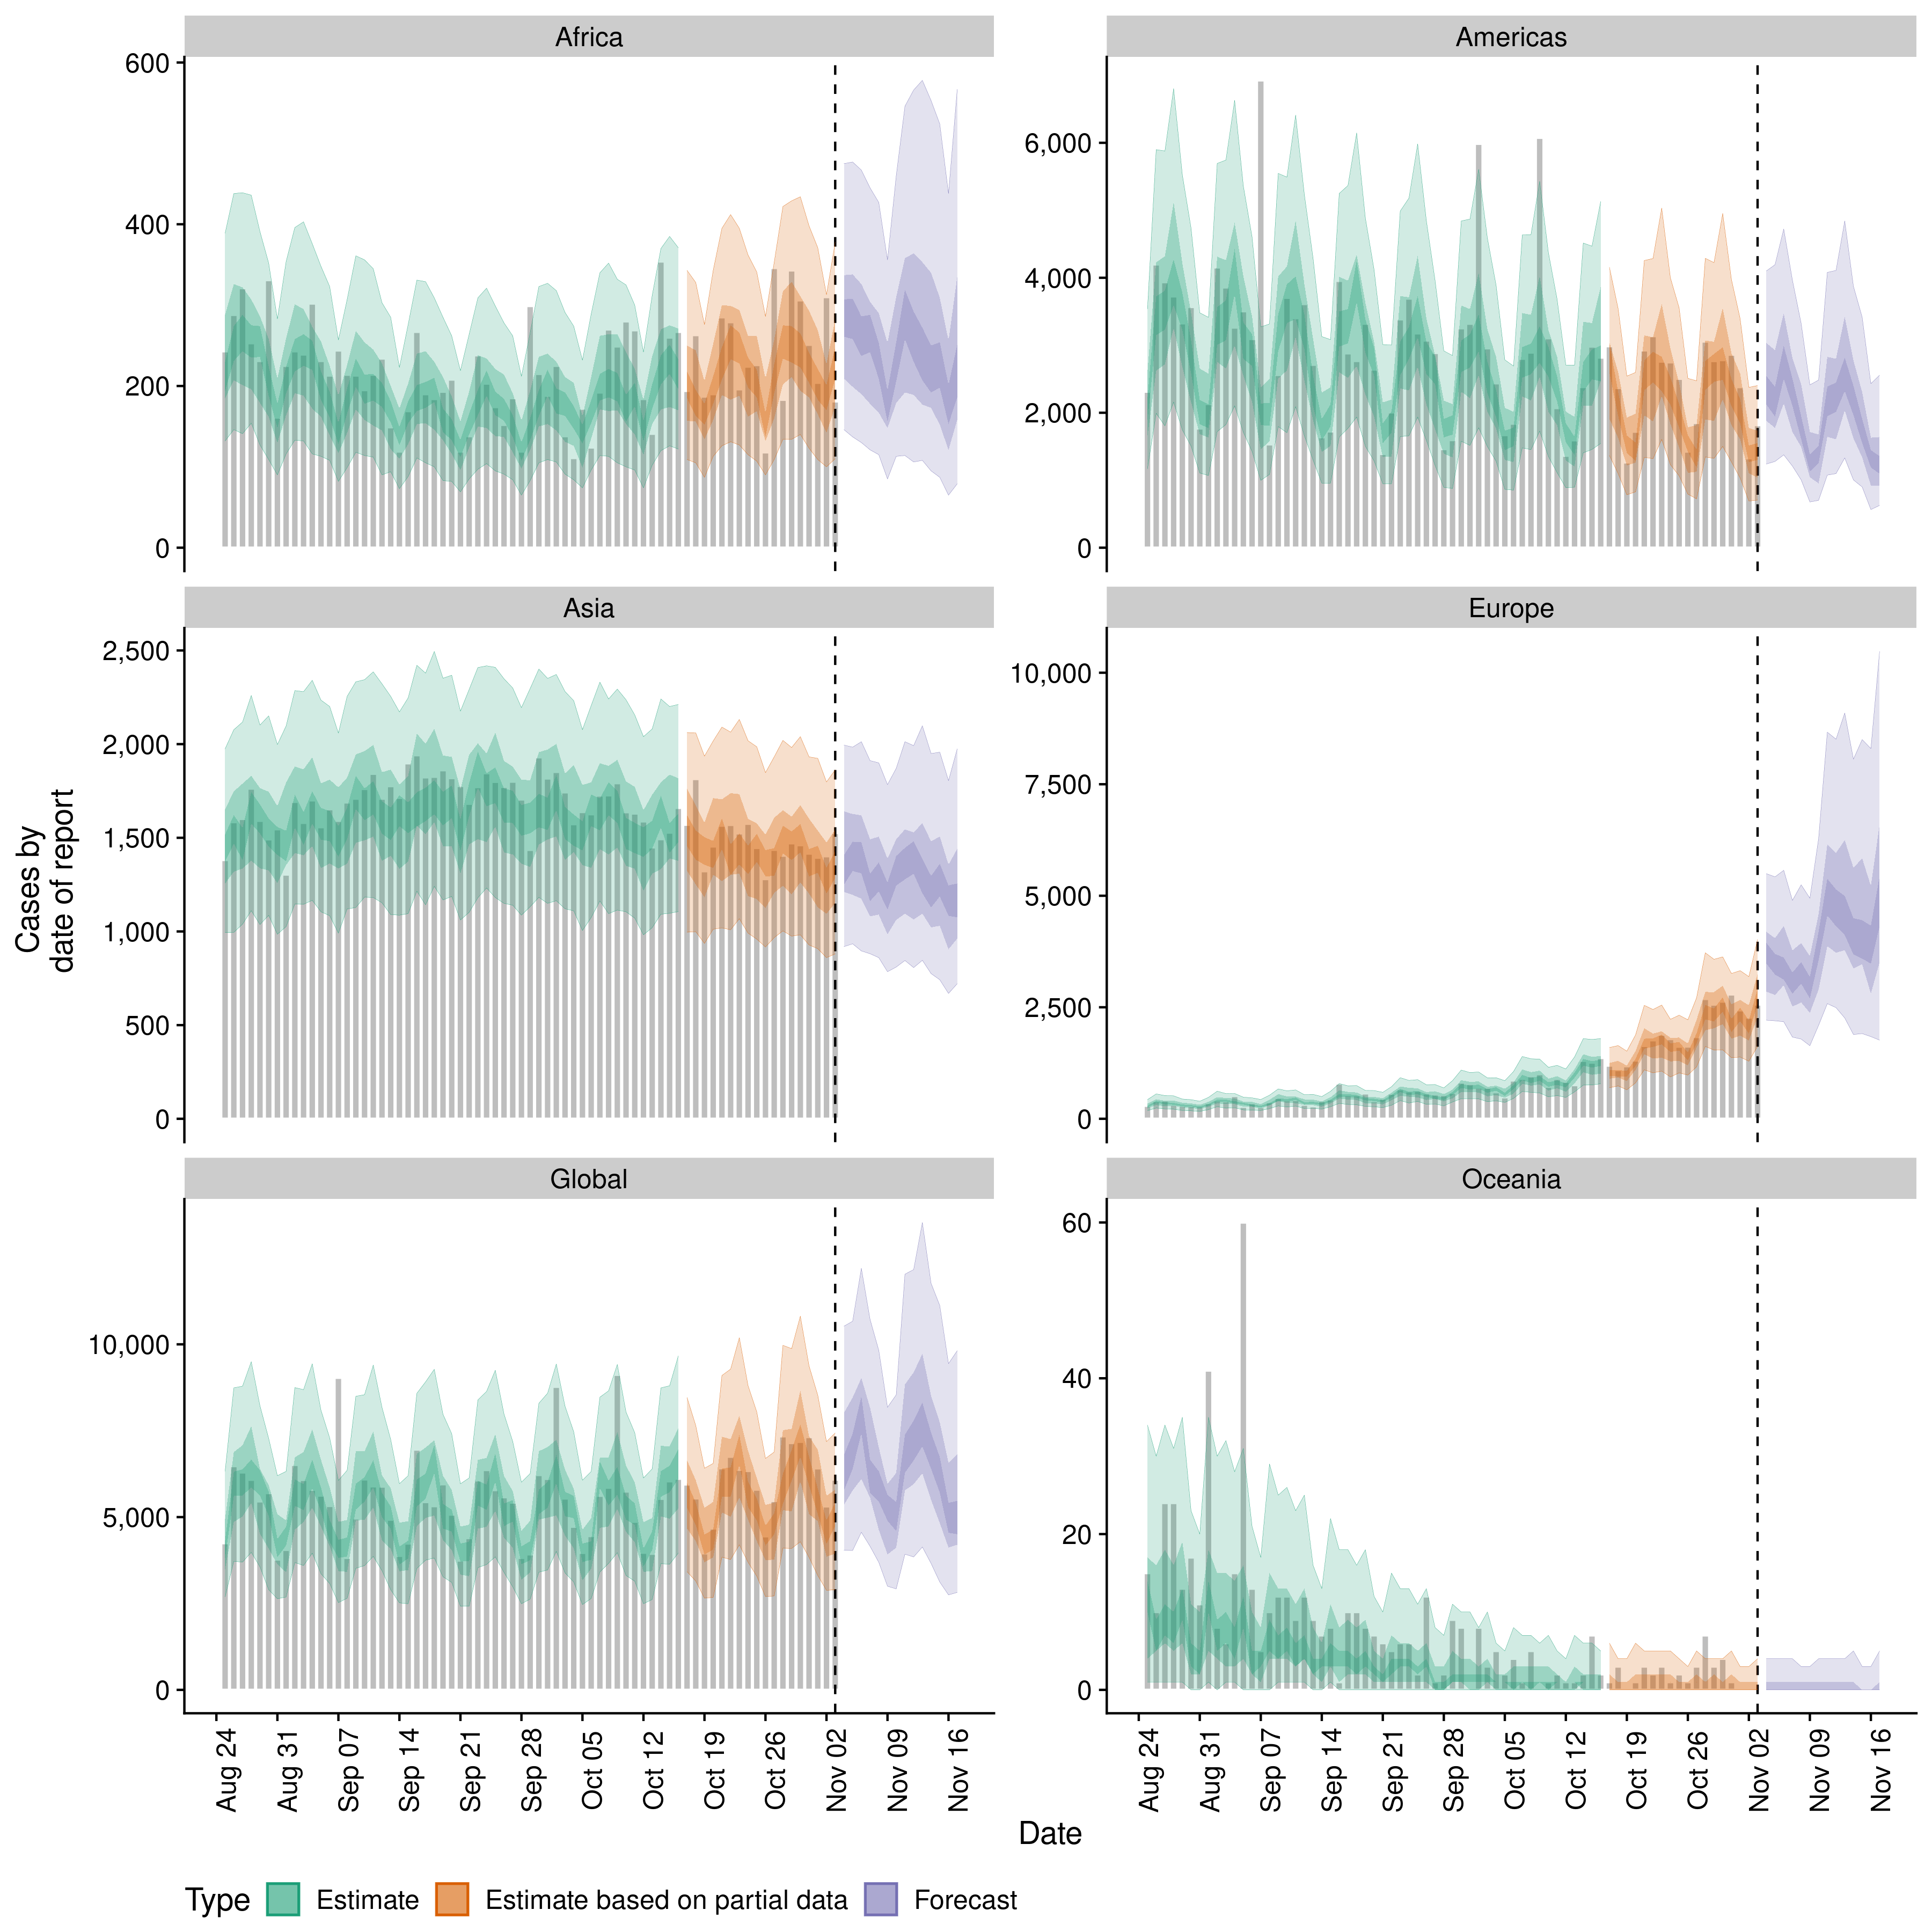 Africa
Americas
600
400
200
0
6,000
4,000
2,000
0
Asia
Europe
2,500
2,000
1,500
1,000
500
0
10,000
7,500
5,000
2,500
0
Cases by
date of report
Global
Oceania
10,000
5,000
0
60
40
20
0
Aug 24
Aug 31
Sep 07
Sep 14
Sep 21
Sep 28
Oct 05
Oct 12
Oct 19
Oct 26
Nov 02
Nov 09
Nov 16
Aug 24
Aug 31
Sep 07
Sep 14
Sep 21
Sep 28
Oct 05
Oct 12
Oct 19
Oct 26
Nov 02
Nov 09
Nov 16
Date
Type Estimate Estimate based on partial data Forecast